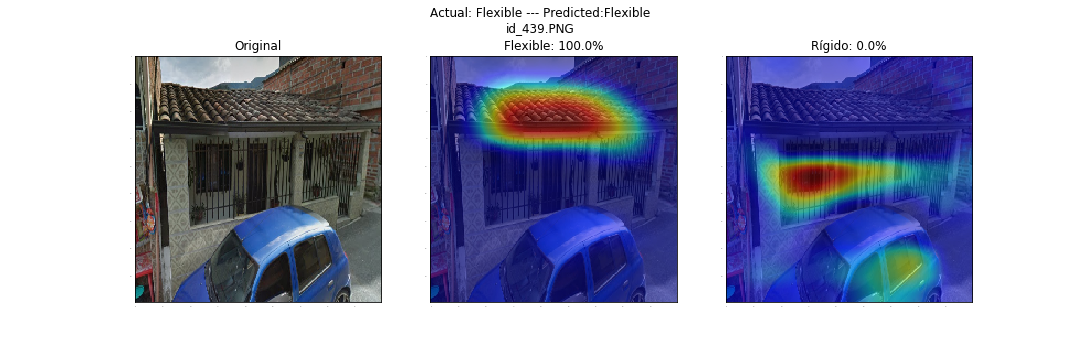 Actual: Flexible --- Predicted:Flexible
id_439.PNG
Original
Flexible: 100.0%
Rígido: 0.0%